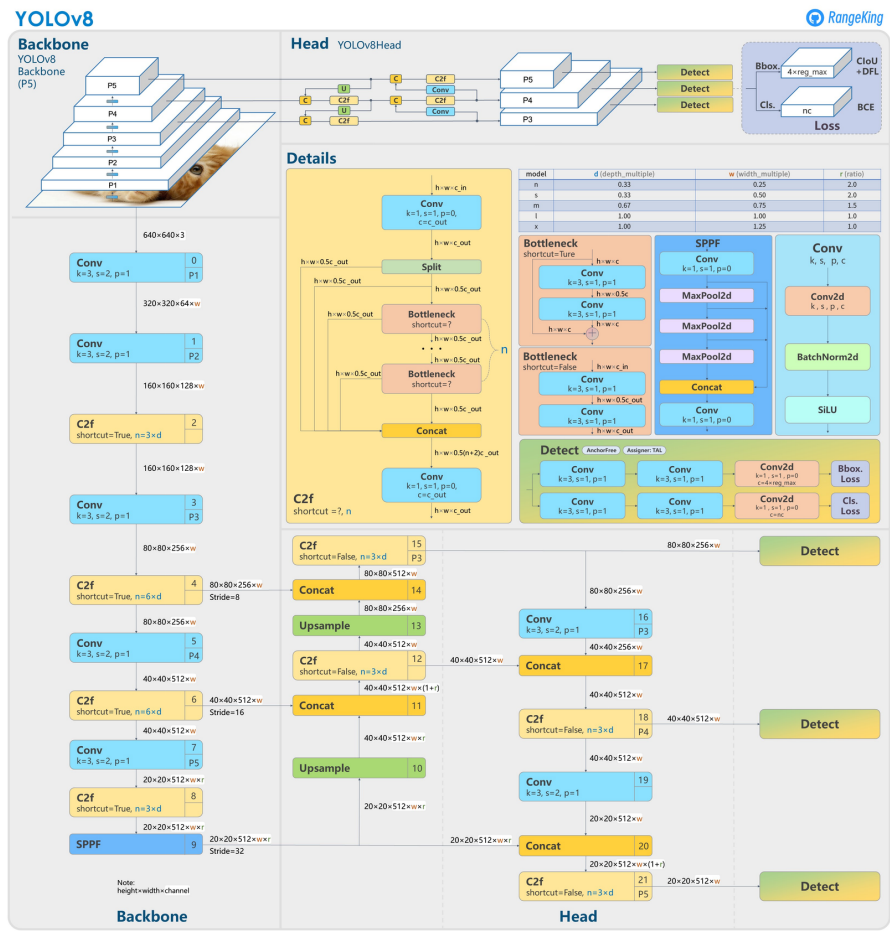 YOLOv8
RangeKing
Backbone
YOLOv8
Backbone
(P5)
P5
P4
P3
P2
P1
Head YOLOv8Head
C
C2f
U
Conv
C
C2f
C
C2f
U
Conv
C
C2f
P5
P4
P3
Detect
Detect
Detect
Bbox.
4×reg_max
CIoU
+DFL
Cls.
nc
BCE
Loss
640×640×3
Conv
k=3, s=2, p=1
0
P1
320×320×64×w
Conv
k=3, s=2, p=1
1
P2
160×160×128×w
C2f
shortcut=True, n=3×d
2
160×160×128×w
Conv
k=3, s=2, p=1
3
P3
80×80×256×w
C2f
shortcut=True, n=6×d
4
80×80×256×w
Stride=8
80×80×256×w
Conv
k=3, s=2, p=1
5
P4
40×40×512×w
C2f
shortcut=True, n=6×d
6
40×40×512×w
Stride=16
40×40×512×w
Conv
k=3, s=2, p=1
7
P5
20×20×512×w×r
C2f
shortcut=True, n=3×d
8
20×20×512×w×r
SPPF
9
20×20×512×w×r
Stride=32
Note:
height×width×channel
Backbone
Details
h×w×c_in
Conv
k=1, s=1, p=0,
c=c_out
h×w×c_out
Split
h×w×0.5c_out
h×w×0.5c_out
h×w×0.5c_out
h×w×0.5c_out
Bottleneck
shortcut=?
h×w×0.5c_out
• • •
n
h×w×0.5c_out
h×w×0.5c_out
Bottleneck
shortcut=?
h×w×0.5c_out
Concat
h×w×0.5(n+2)c_out
Conv
k=1, s=1, p=0,
c=c_out
h×w×c_out
C2f
shortcut =?, n
model d (depth_multiple) w (width_multiple) r (ratio)
n 0.33 0.25 2.0
s 0.33 0.50 2.0
m 0.67 0.75 1.5
l 1.00 1.00 1.0
x 1.00 1.25 1.0
Bottleneck
shortcut=Ture
h×w×c
Conv
k=3, s=1, p=1
h×w×0.5c
Conv
k=3, s=1, p=1
h×w×c
h×w×c
+
Bottleneck
shortcut=False
h×w×c_in
Conv
k=3, s=1, p=1
h×w×0.5c_out
Conv
k=3, s=1, p=1
h×w×c_out
SPPF
Conv
k=1, s=1, p=0
MaxPool2d
MaxPool2d
MaxPool2d
Concat
Conv
k=1, s=1, p=0
Conv
k, s, p, c
Conv2d
k , s , p , c
BatchNorm2d
SiLU
Detect AnchorFree Assigner: TAL
Conv
k=3, s=1, p=1
Conv
k=3, s=1, p=1
Conv2d
k=1 , s=1 , p=0
c=4×reg_max
Bbox.
Loss
Conv
k=3, s=1, p=1
Conv
k=3, s=1, p=1
Conv2d
k=1 , s=1 , p=0
c=nc
Cls.
Loss
C2f
shortcut=False, n=3×d
15
P3
80×80×256×w
Detect
80×80×512×w
Concat
14
80×80×256×w
Upsample
13
40×40×512×w
C2f
shortcut=False, n=3×d
12
40×40×512×w
40×40×512×w×(1+r)
Concat
11
40×40×512×w×r
Upsample
10
20×20×512×w×r
20×20×512×w×r
80×80×256×w
Conv
k=3, s=2, p=1
16
P3
40×40×256×w
Concat
17
40×40×512×w
C2f
shortcut=False, n=3×d
18
P4
40×40×512×w
Detect
40×40×512×w
Conv
k=3, s=2, p=1
19
20×20×512×w
Concat
20
20×20×512×w×(1+r)
C2f
shortcut=False, n=3×d
21
P5
20×20×512×w
Detect
Head